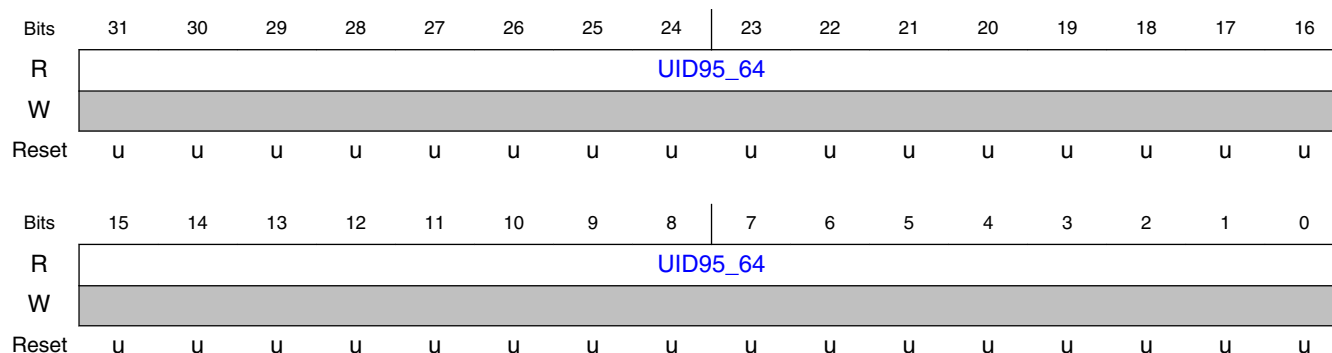 Bits 31 30 29 28 27 26 25 24 23 22 21 20 19 18 17 16
R UID95_64
W
Reset u u u u u u u u u u u u u u u u
Bits 15 14 13 12 11 10 9 8 7 6 5 4 3 2 1 0
R UID95_64
W
Reset u u u u u u u u u u u u u u u u